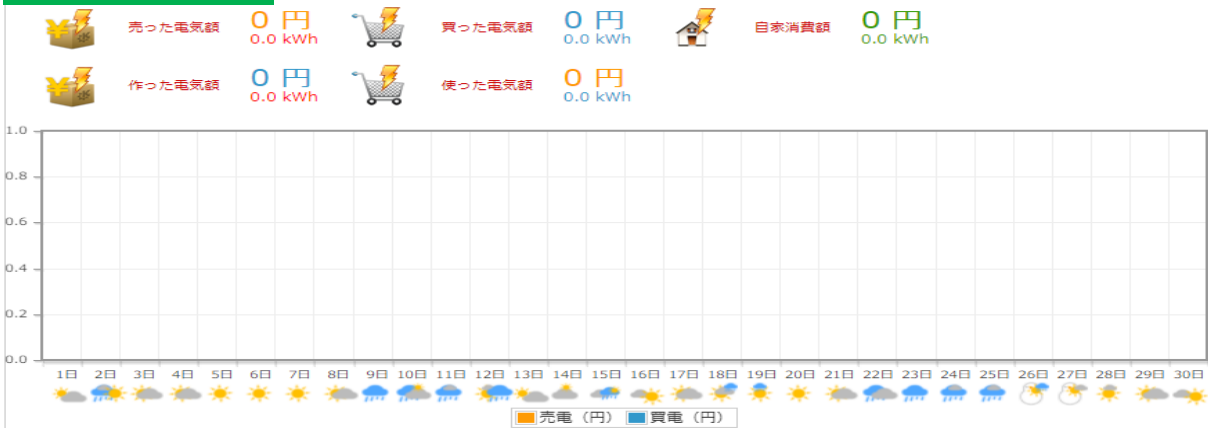 売った電気額 0 円 買った電気額 0 円 自家消費額 0 円
0.0 kWh 0.0 kWh 0.0 kWh
作った電気額 0 円 使った電気額 0 円
0.0 kWh 0.0 kWh
1.0
0.8
0.6
0.4
0.2
0.0
1日 2日 3日 4日 5日 6日 7日 8日 9日 10日 11日 12日 13日 14日 15日 16日 17日 18日 19日 20日 21日 22日 23日 24日 25日 26日 27日 28日 29日 30日
売電（円） 買電（円）